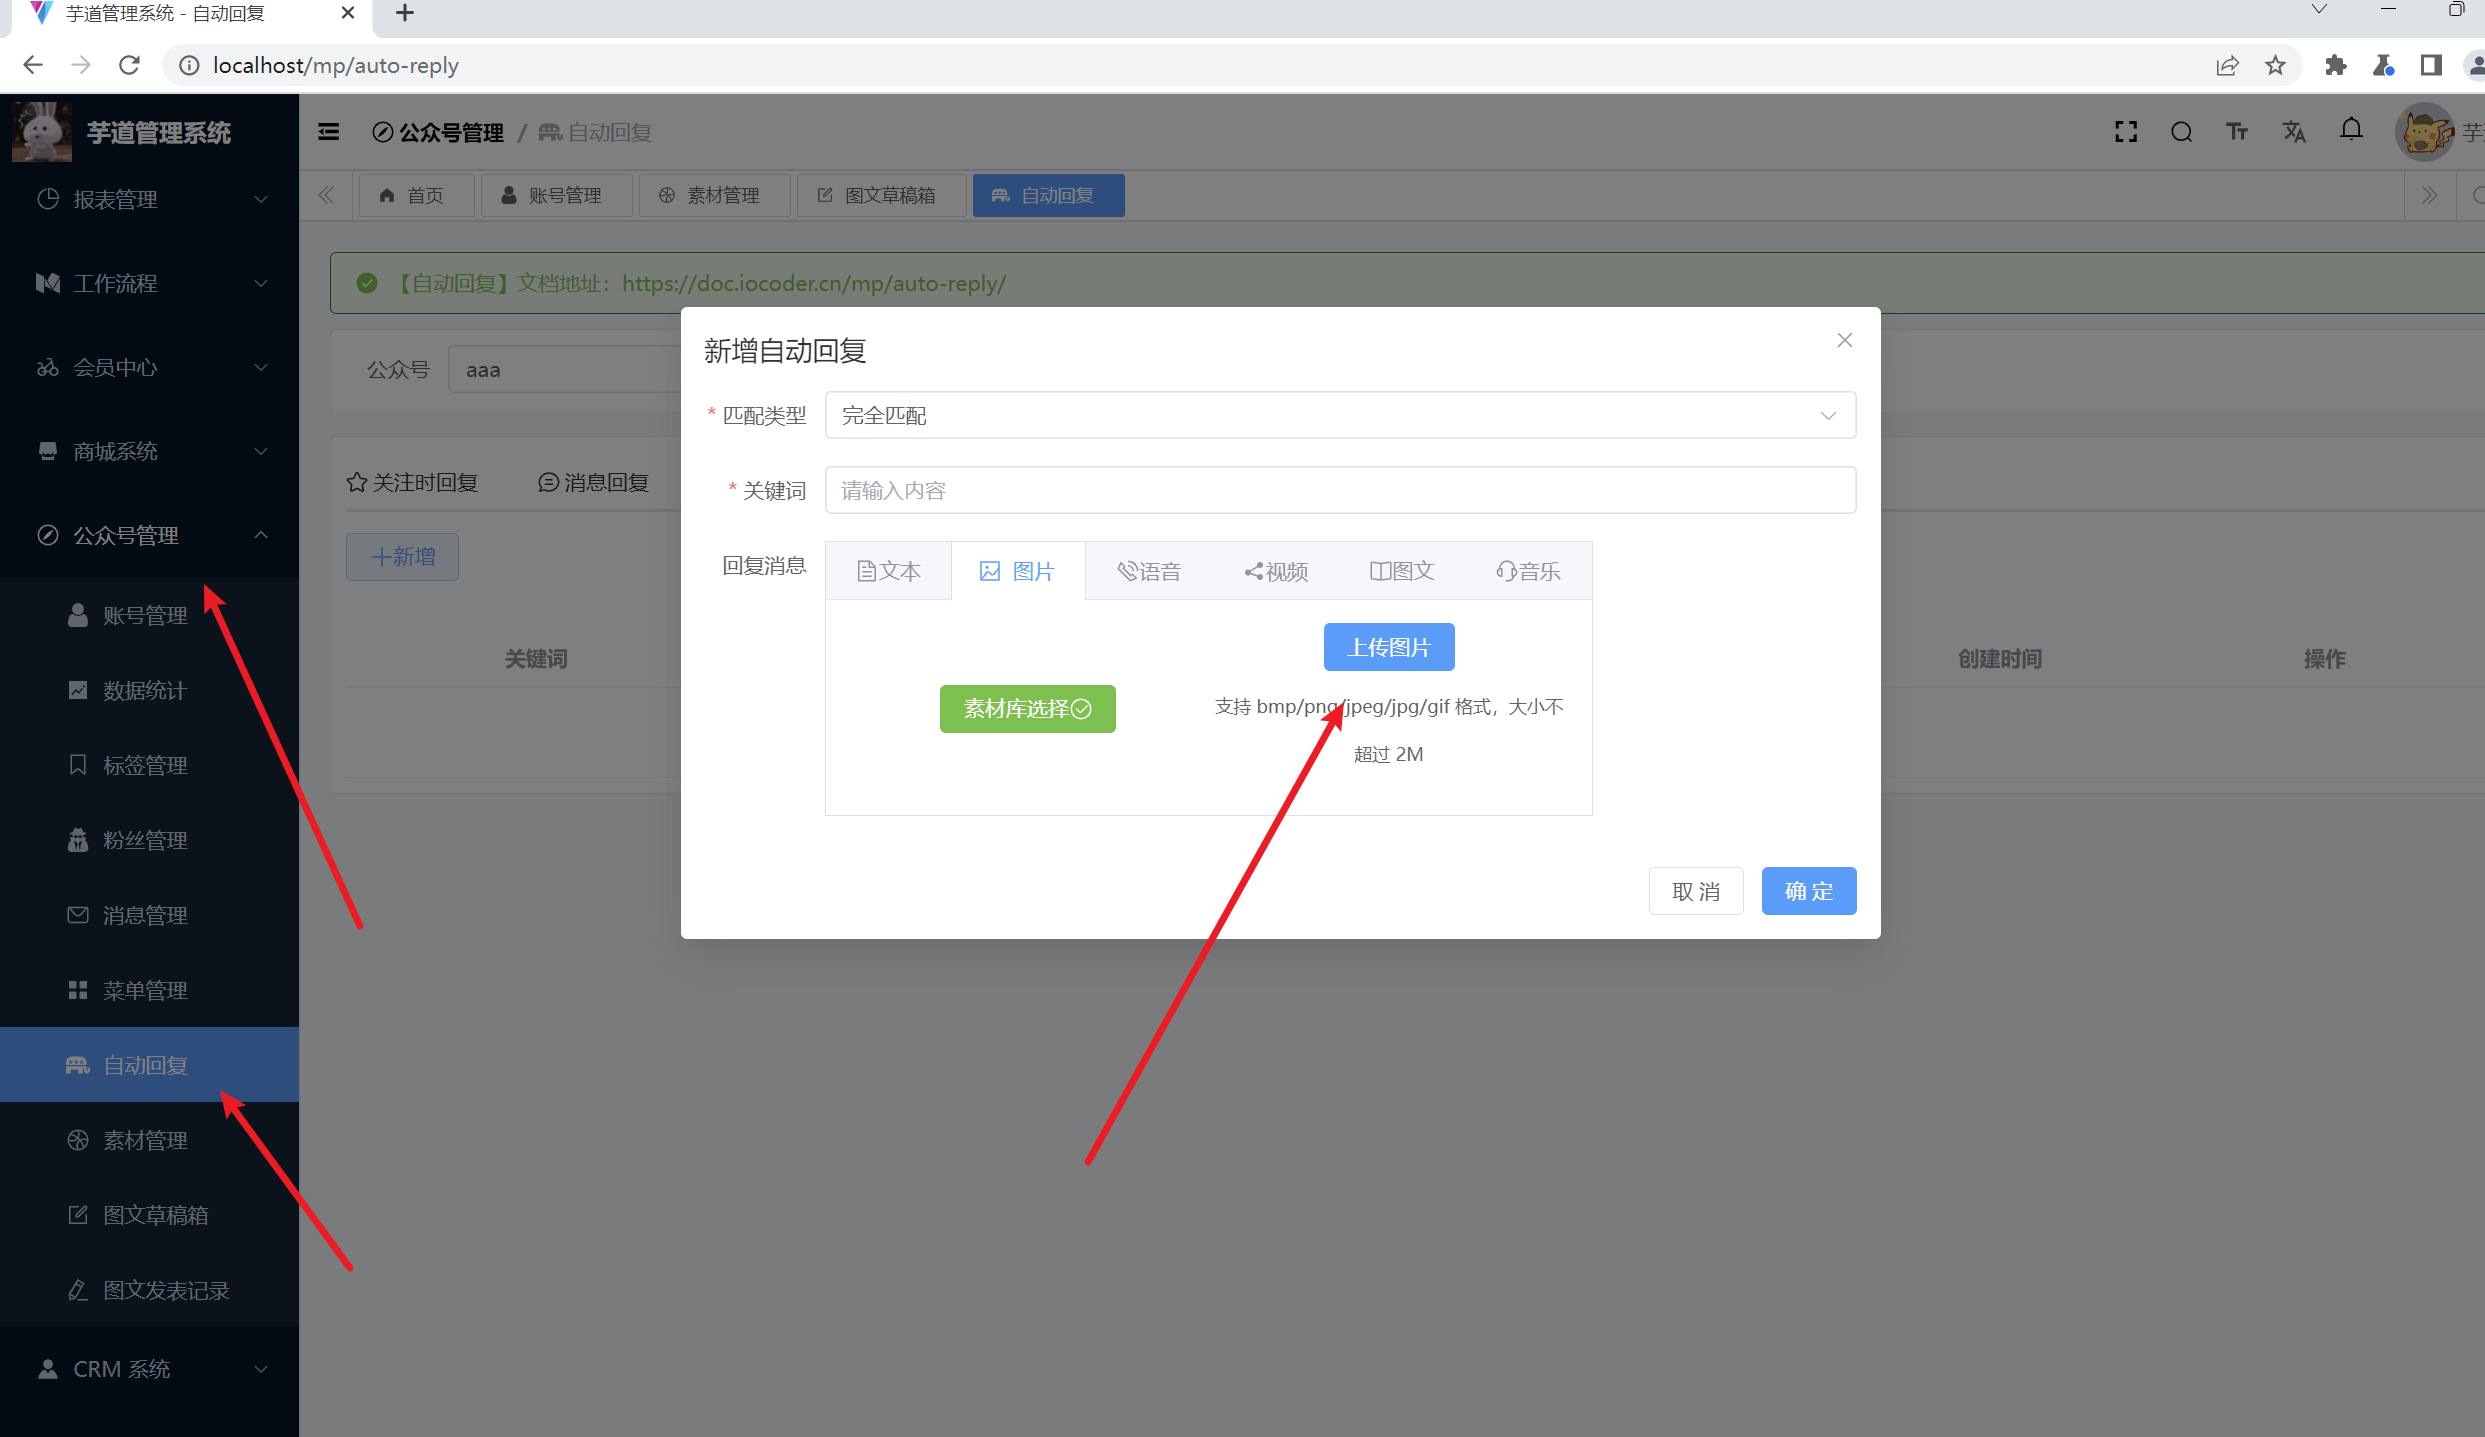 芋道管理系统 - 自动回复
localhost/mp/auto-reply
芋道管理系统
公众号管理 / 自动回复
首页
账号管理
素材管理
图文草稿箱
自动回复
报表管理
工作流程
会员中心
商城系统
公众号管理
账号管理
数据统计
标签管理
粉丝管理
消息管理
菜单管理
自动回复
素材管理
图文草稿箱
图文发表记录
CRM 系统
【自动回复】文档地址：https://doc.iocoder.cn/mp/auto-reply/
公众号 aaa
关注时回复
消息回复
新增
关键词
创建时间
操作
新增自动回复
* 匹配类型 完全匹配
* 关键词 请输入内容
回复消息
文本
图片
语音
视频
图文
音乐
素材库选择
上传图片
支持 bmp/png/jpeg/jpg/gif 格式，大小不
超过 2M
取 消
确 定